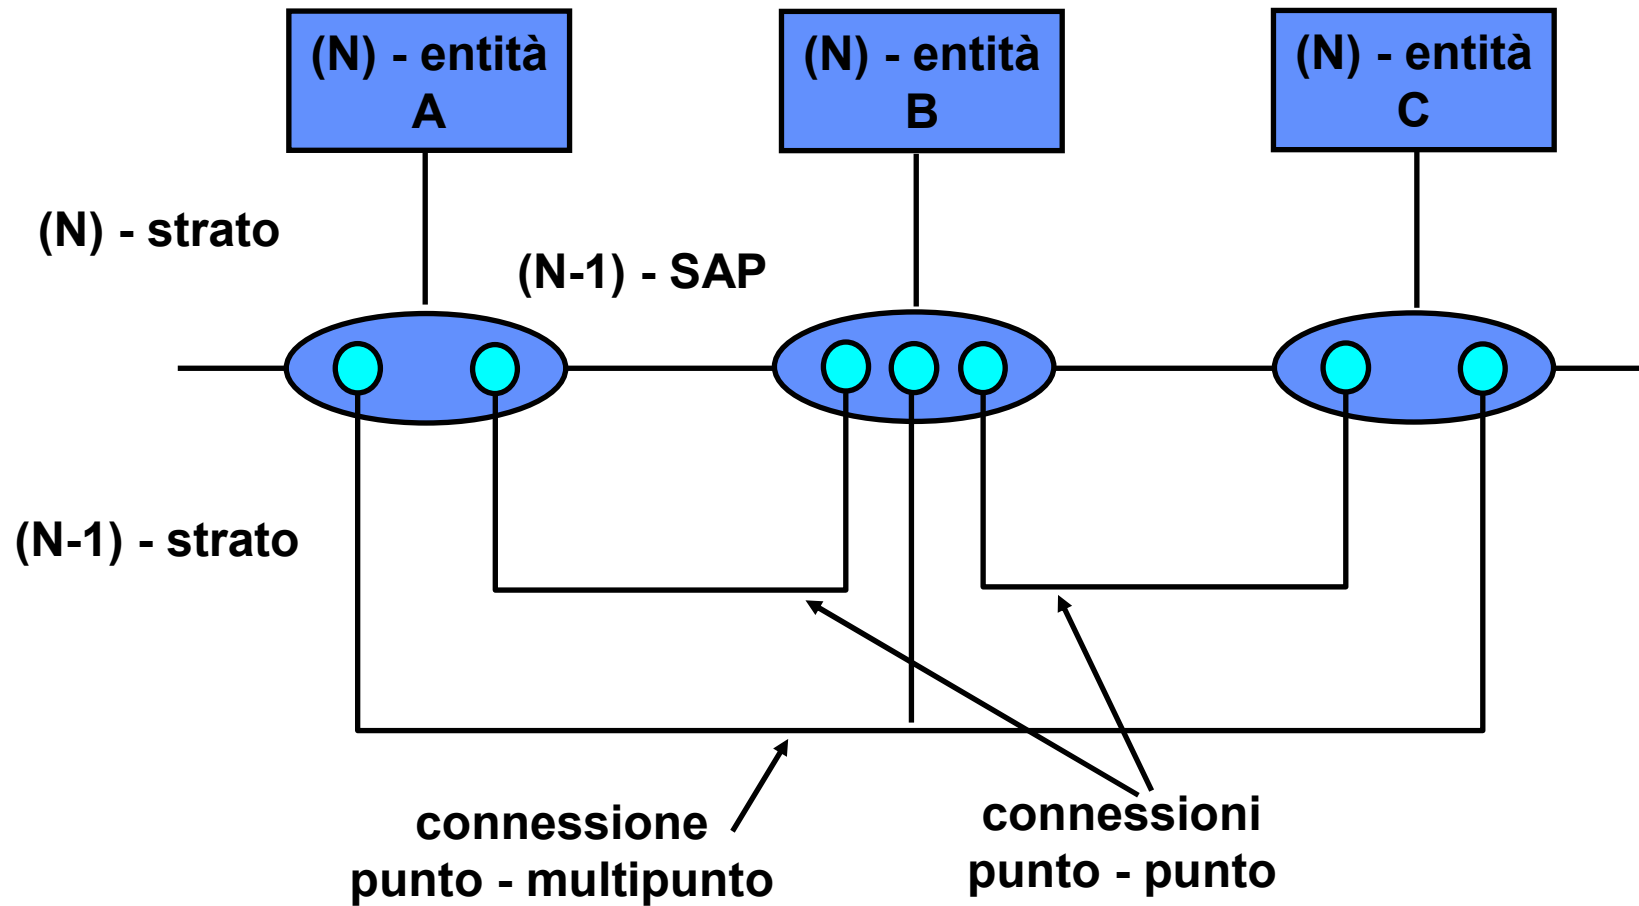 (N) - entità
A
(N) - entità
B
(N) - entità
C
(N) - strato
(N-1) - SAP
(N-1) - strato
connessione
punto - multipunto
connessioni
punto - punto